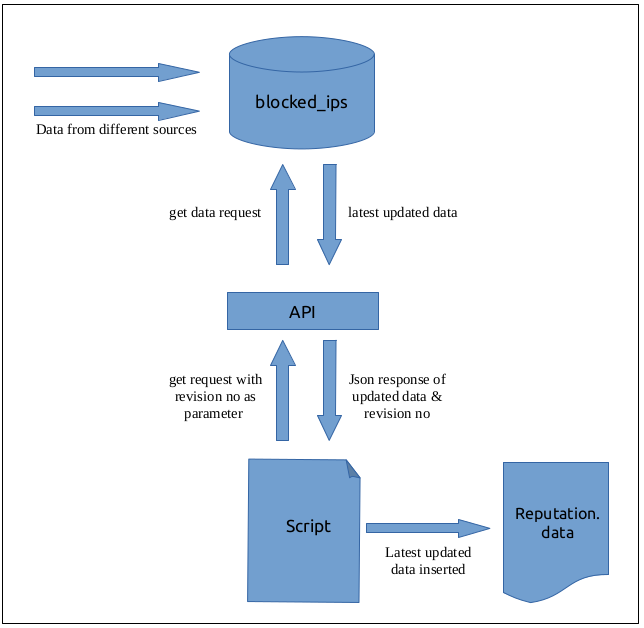 blocked_ips
Data from different sources
get data request
latest updated data
API
get request with
revision no as
parameter
Json response of
updated data &
revision no
Script
Reputation.
data
Latest updated
data inserted